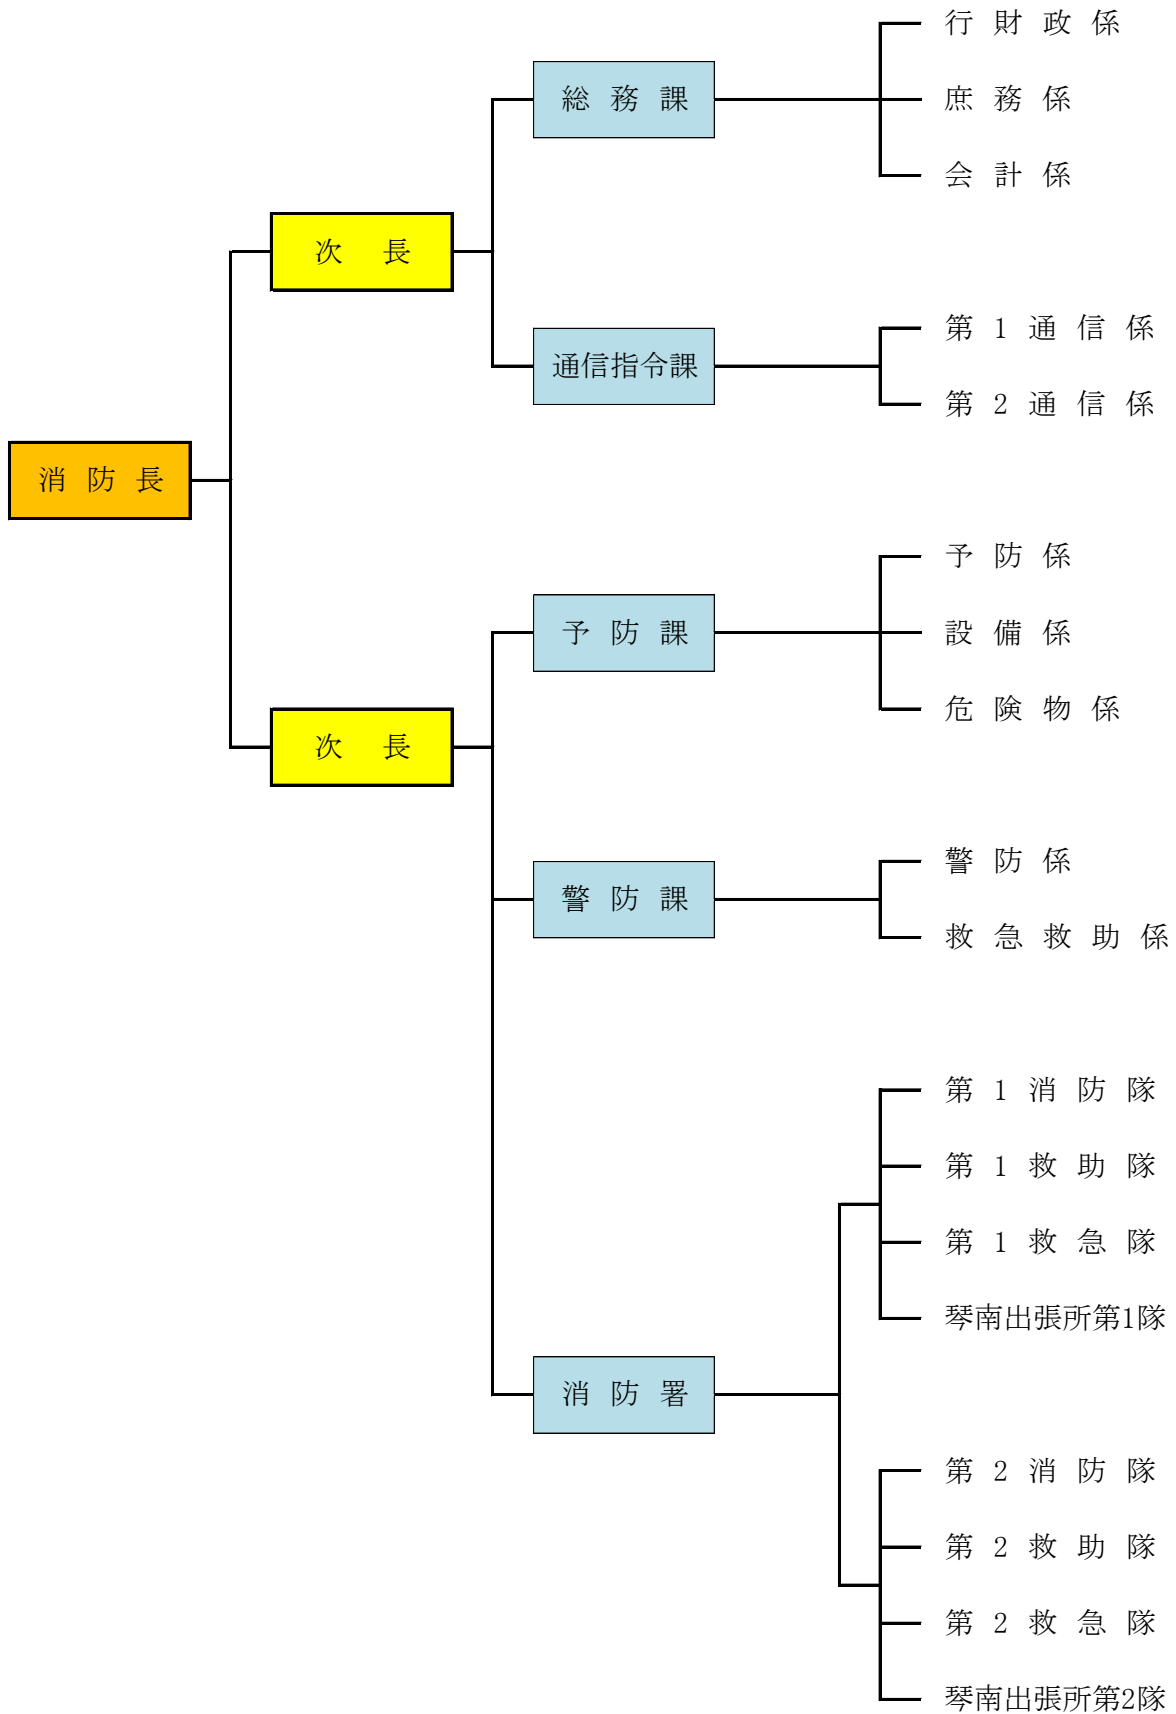 消防長
次長
総務課
行財政係
庶務係
会計係
通信指令課
第1通信係
第2通信係
次長
予防課
予防係
設備係
危険物係
警防課
警防係
救急救助係
消防署
第1消防隊
第1救助隊
第1救急隊
琴南出張所第1隊
第2消防隊
第2救助隊
第2救急隊
琴南出張所第2隊